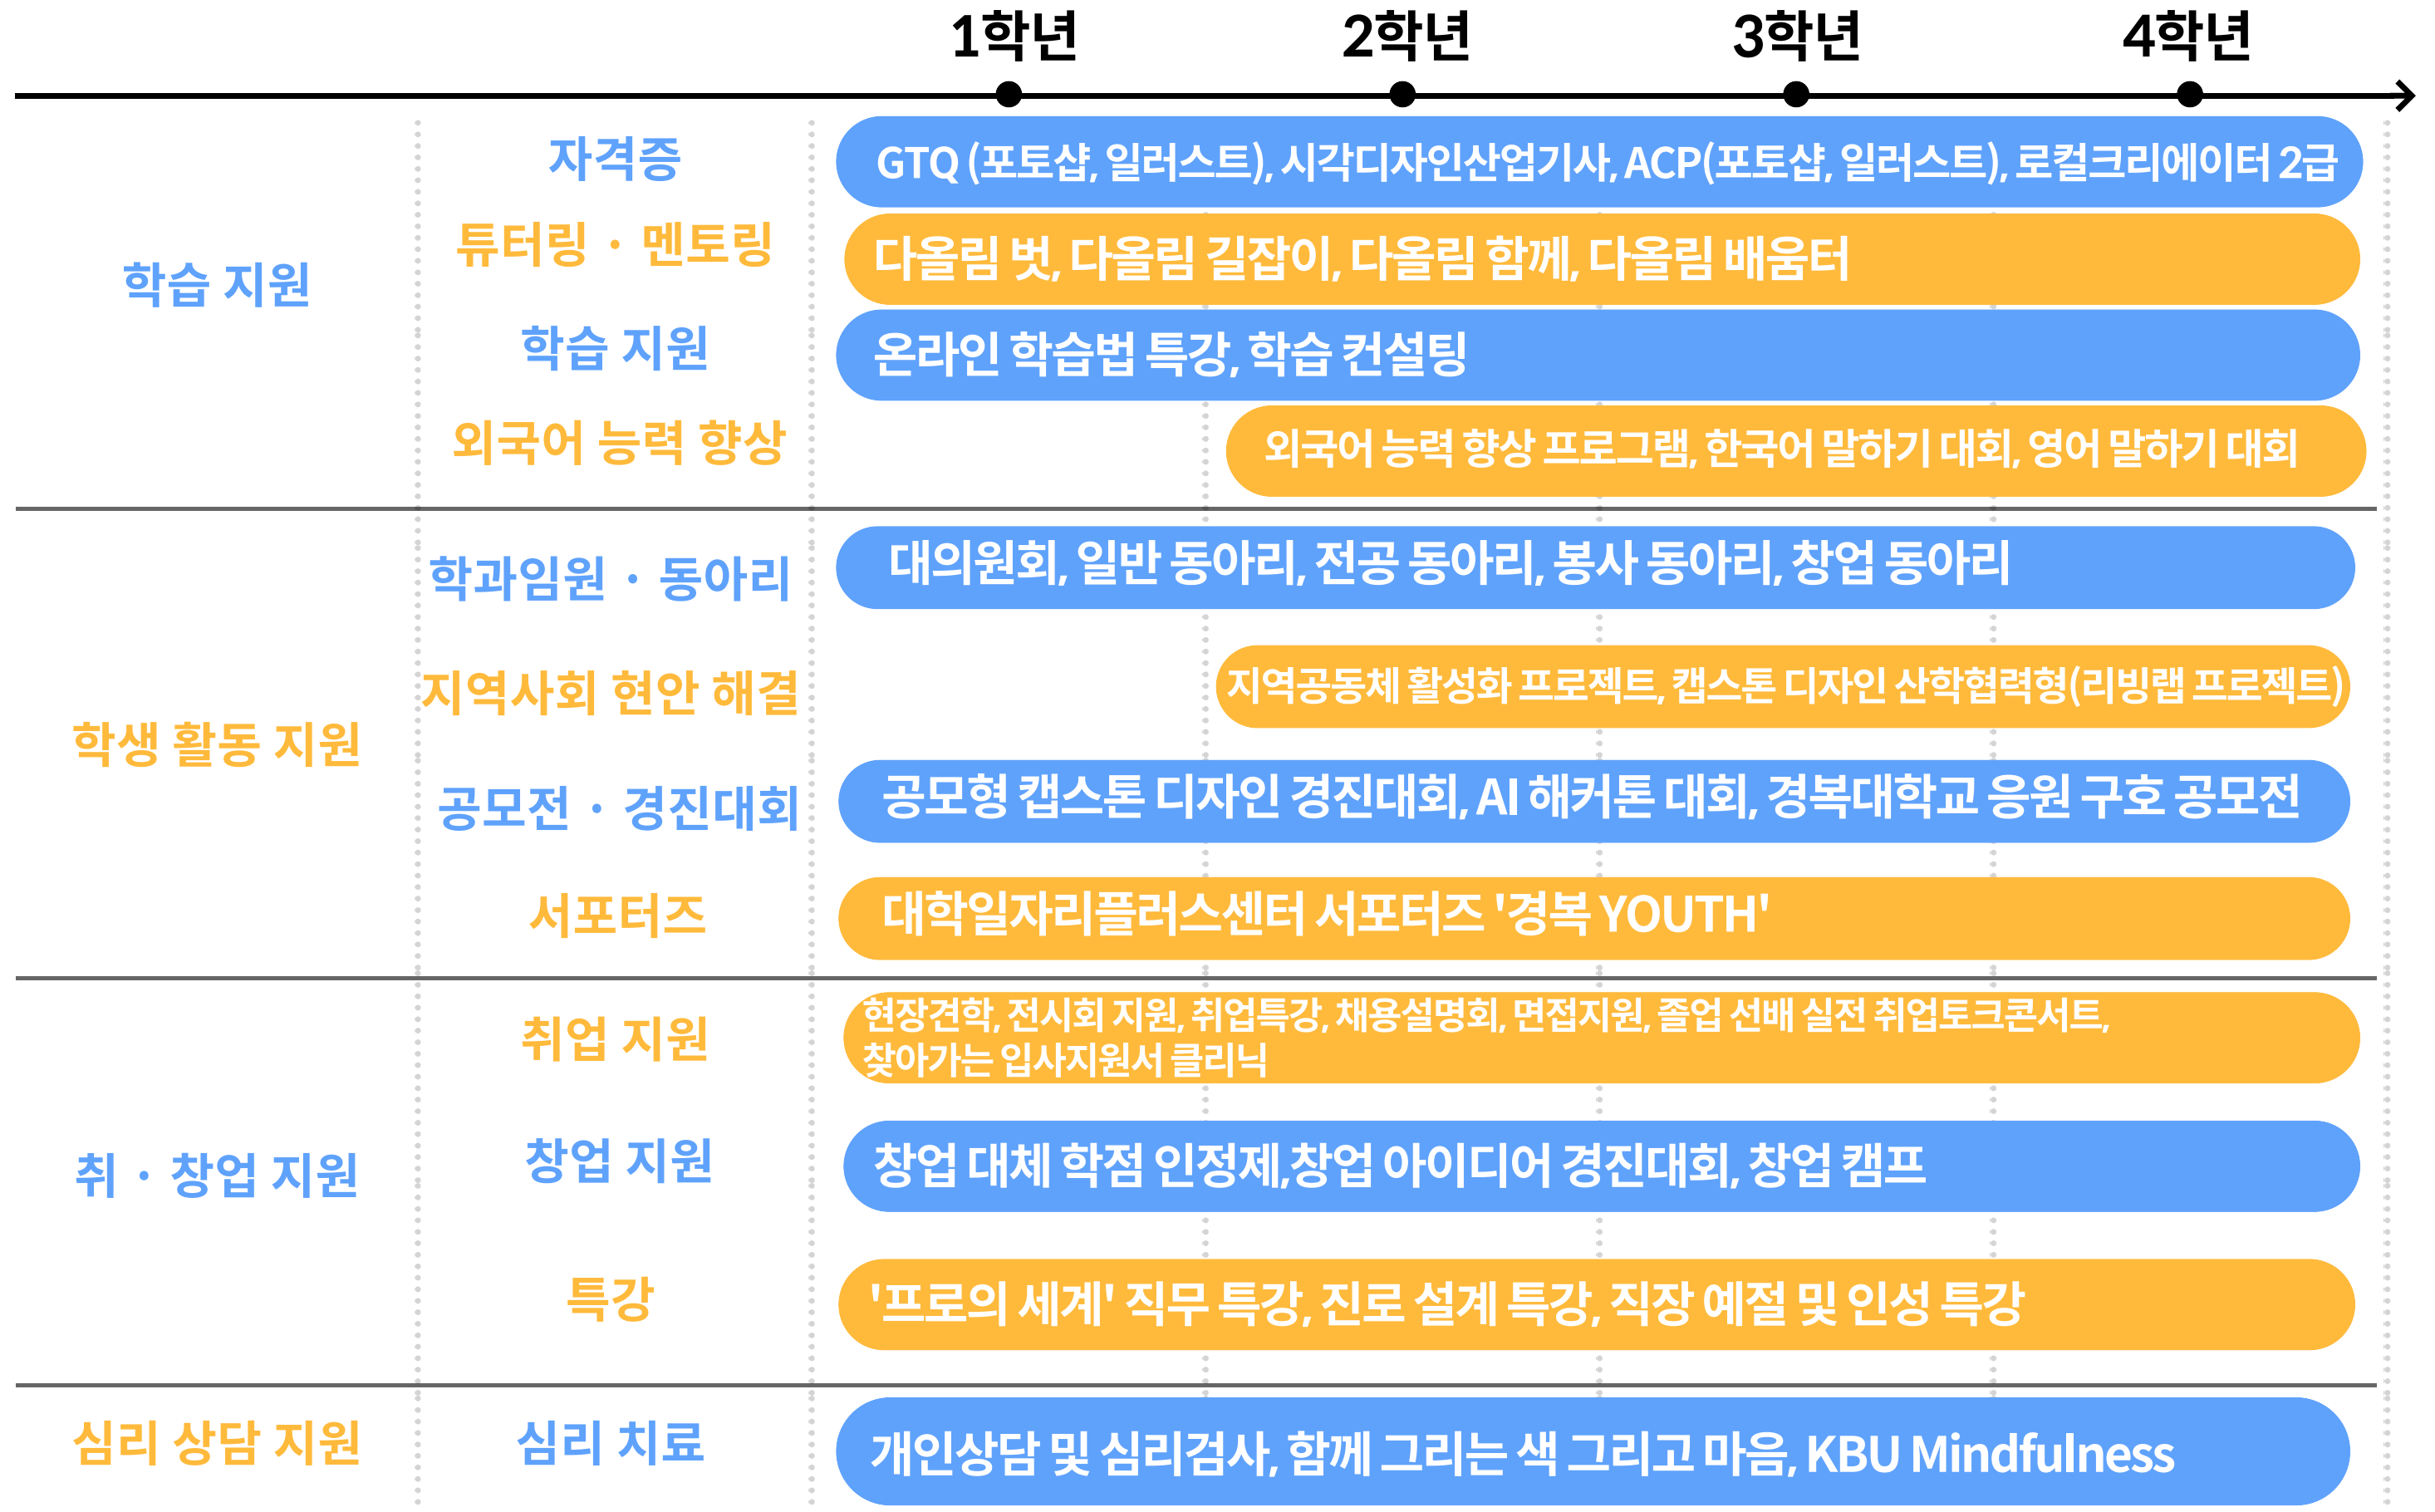 1학년 2학년 3학년 4학년
학습 지원
자격증
GTQ (포토샵, 일러스트), 시각디자인산업기사, ACP(포토샵, 일러스트), 로컬크리에이터 2급
튜터링 · 멘토링
다올림 벗, 다올림 길잡이, 다올림 함께, 다올림 배움터
학습 지원
온라인 학습법 특강, 학습 컨설팅
외국어 능력 향상
외국어 능력 향상 프로그램, 한국어 말하기 대회, 영어 말하기 대회
학생 활동 지원
학과임원 · 동아리
대의원회, 일반 동아리, 전공 동아리, 봉사 동아리, 창업 동아리
지역사회 현안 해결
지역공동체 활성화 프로젝트, 캡스톤 디자인 산학협력형(리빙랩 프로젝트)
공모전 · 경진대회
공모형 캡스톤 디자인 경진대회, AI 해커톤 대회, 경복대학교 응원 구호 공모전
서포터즈
대학일자리플러스센터 서포터즈 '경복 YOUTH'
취 · 창업 지원
취업 지원
현장견학, 전시회 지원, 취업특강, 채용설명회, 면접지원, 졸업 선배 실전 취업토크콘서트,
찾아가는 입사지원서 클리닉
창업 지원
창업 대체 학점 인정제,창업 아이디어 경진대회, 창업 캠프
특강
'프로의 세계' 직무 특강, 진로 설계 특강, 직장 예절 및 인성 특강
심리 상담 지원
심리 치료
개인상담 및 심리검사, 함께 그리는 색 그리고 마음, KBU Mindfulness